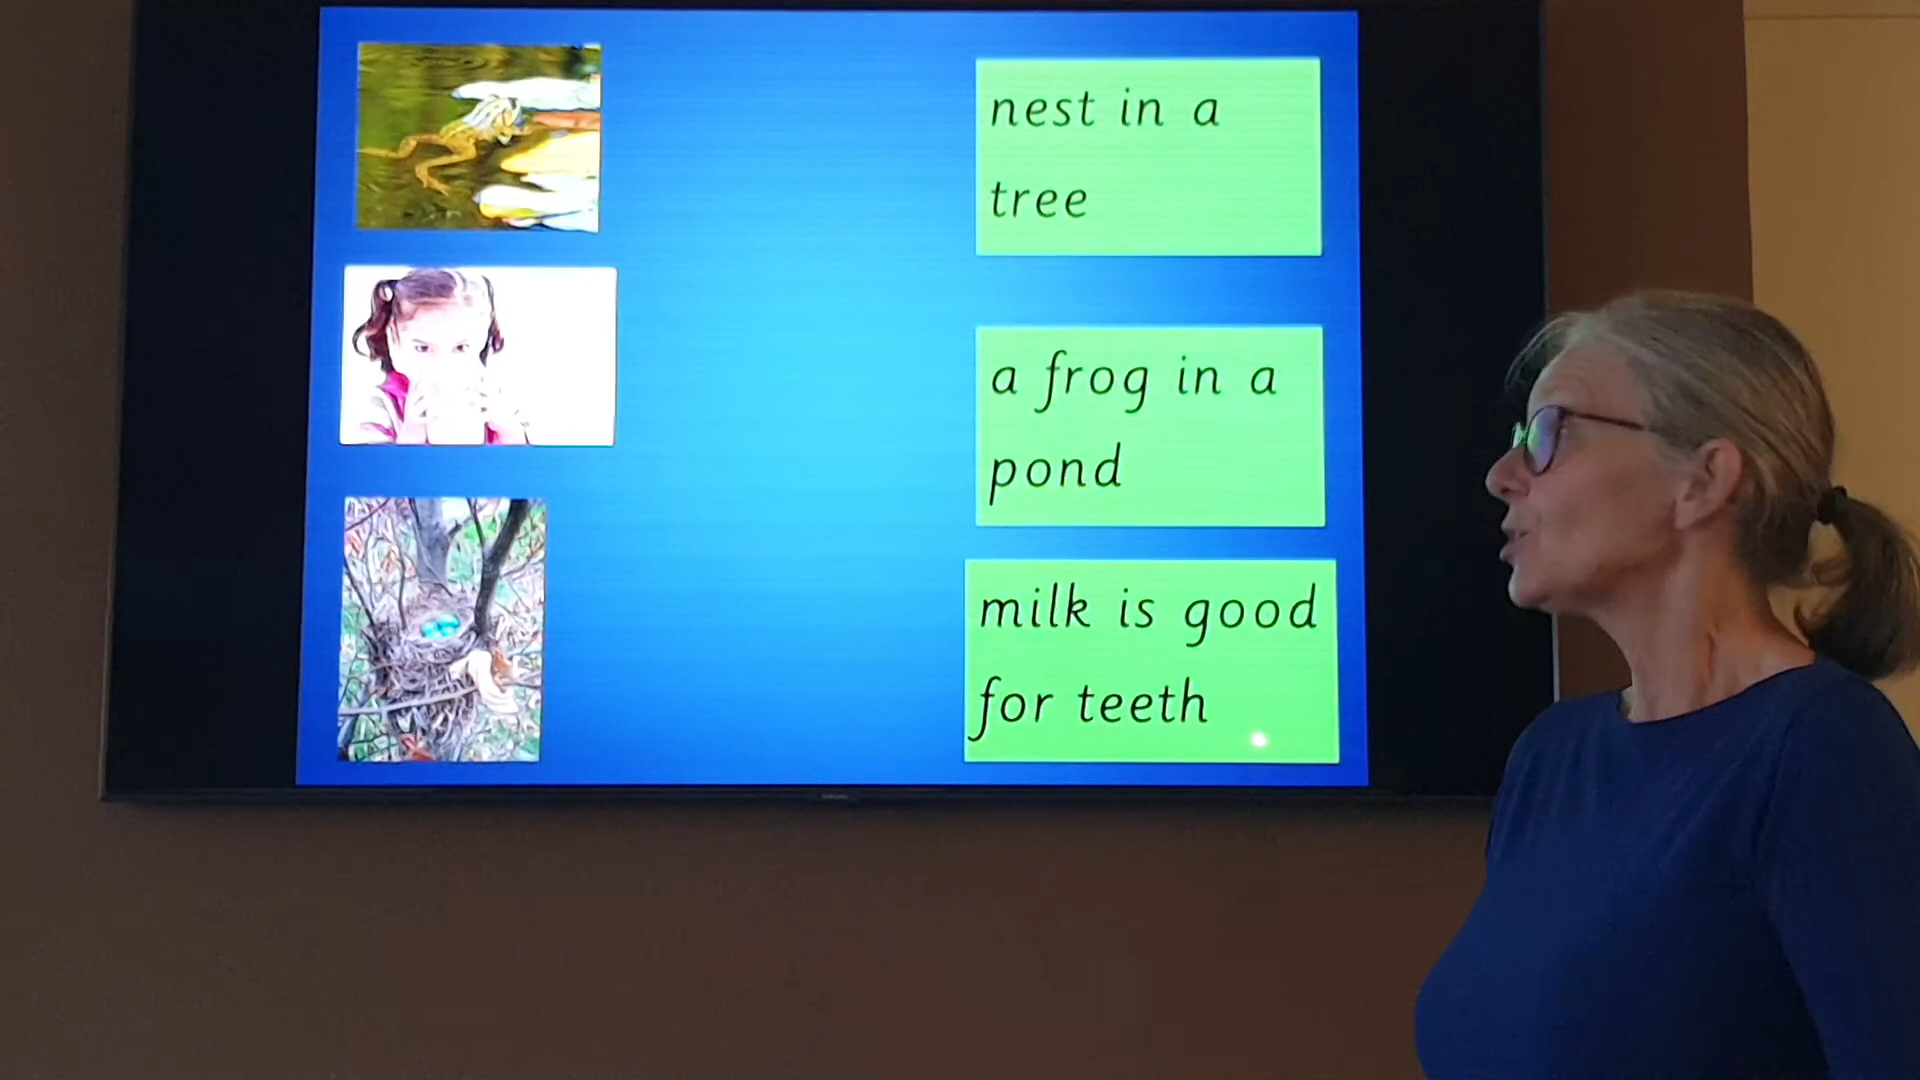 nest in a
tree
a frog in a
pond
milk is good
for teeth